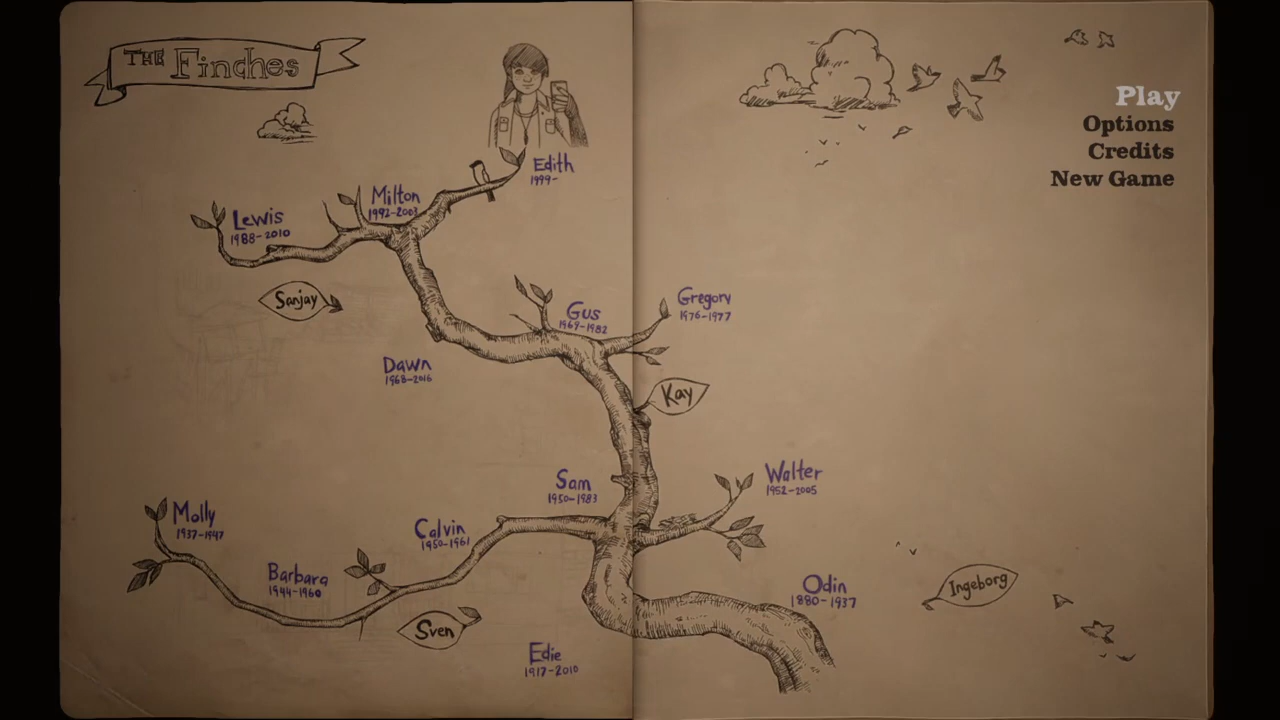 THE Finches
Play
Options
Credits
New Game
Edith
1999-
Milton
1992-2003
Lewis
1988-2010
Sanjay
Gus
1969-1982
Gregory
1976-1977
Dawn
1968-2016
Kay
Sam
1950-1983
Walter
1952-2005
Molly
1937-1947
Calvin
1950-1961
Barbara
1944-1960
Sven
Odin
1880-1937
Ingeborg
Edie
1917-2010